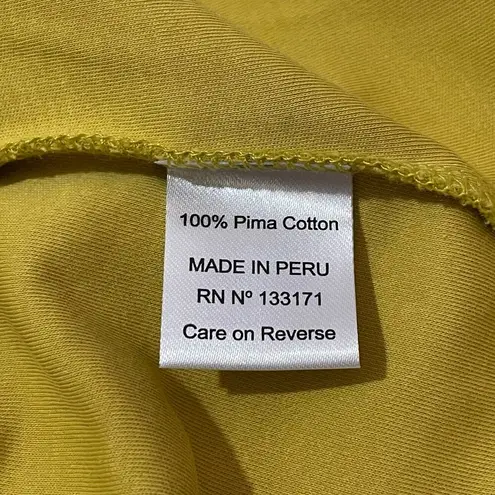 100% Pima Cotton
MADE IN PERU
RN Nº 133171
Care on Reverse